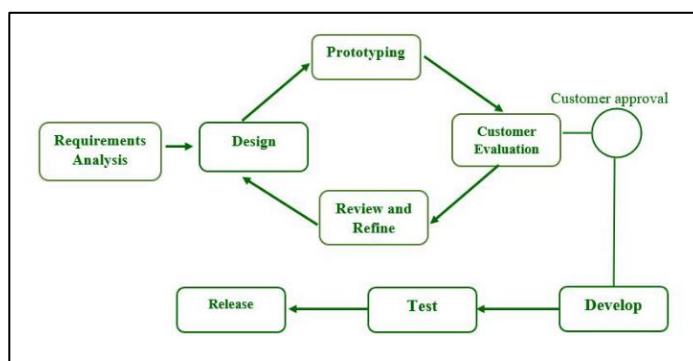 Prototyping
Customer approval
Requirements
Analysis
Design
Customer
Evaluation
Review and
Refine
Release
Test
Develop